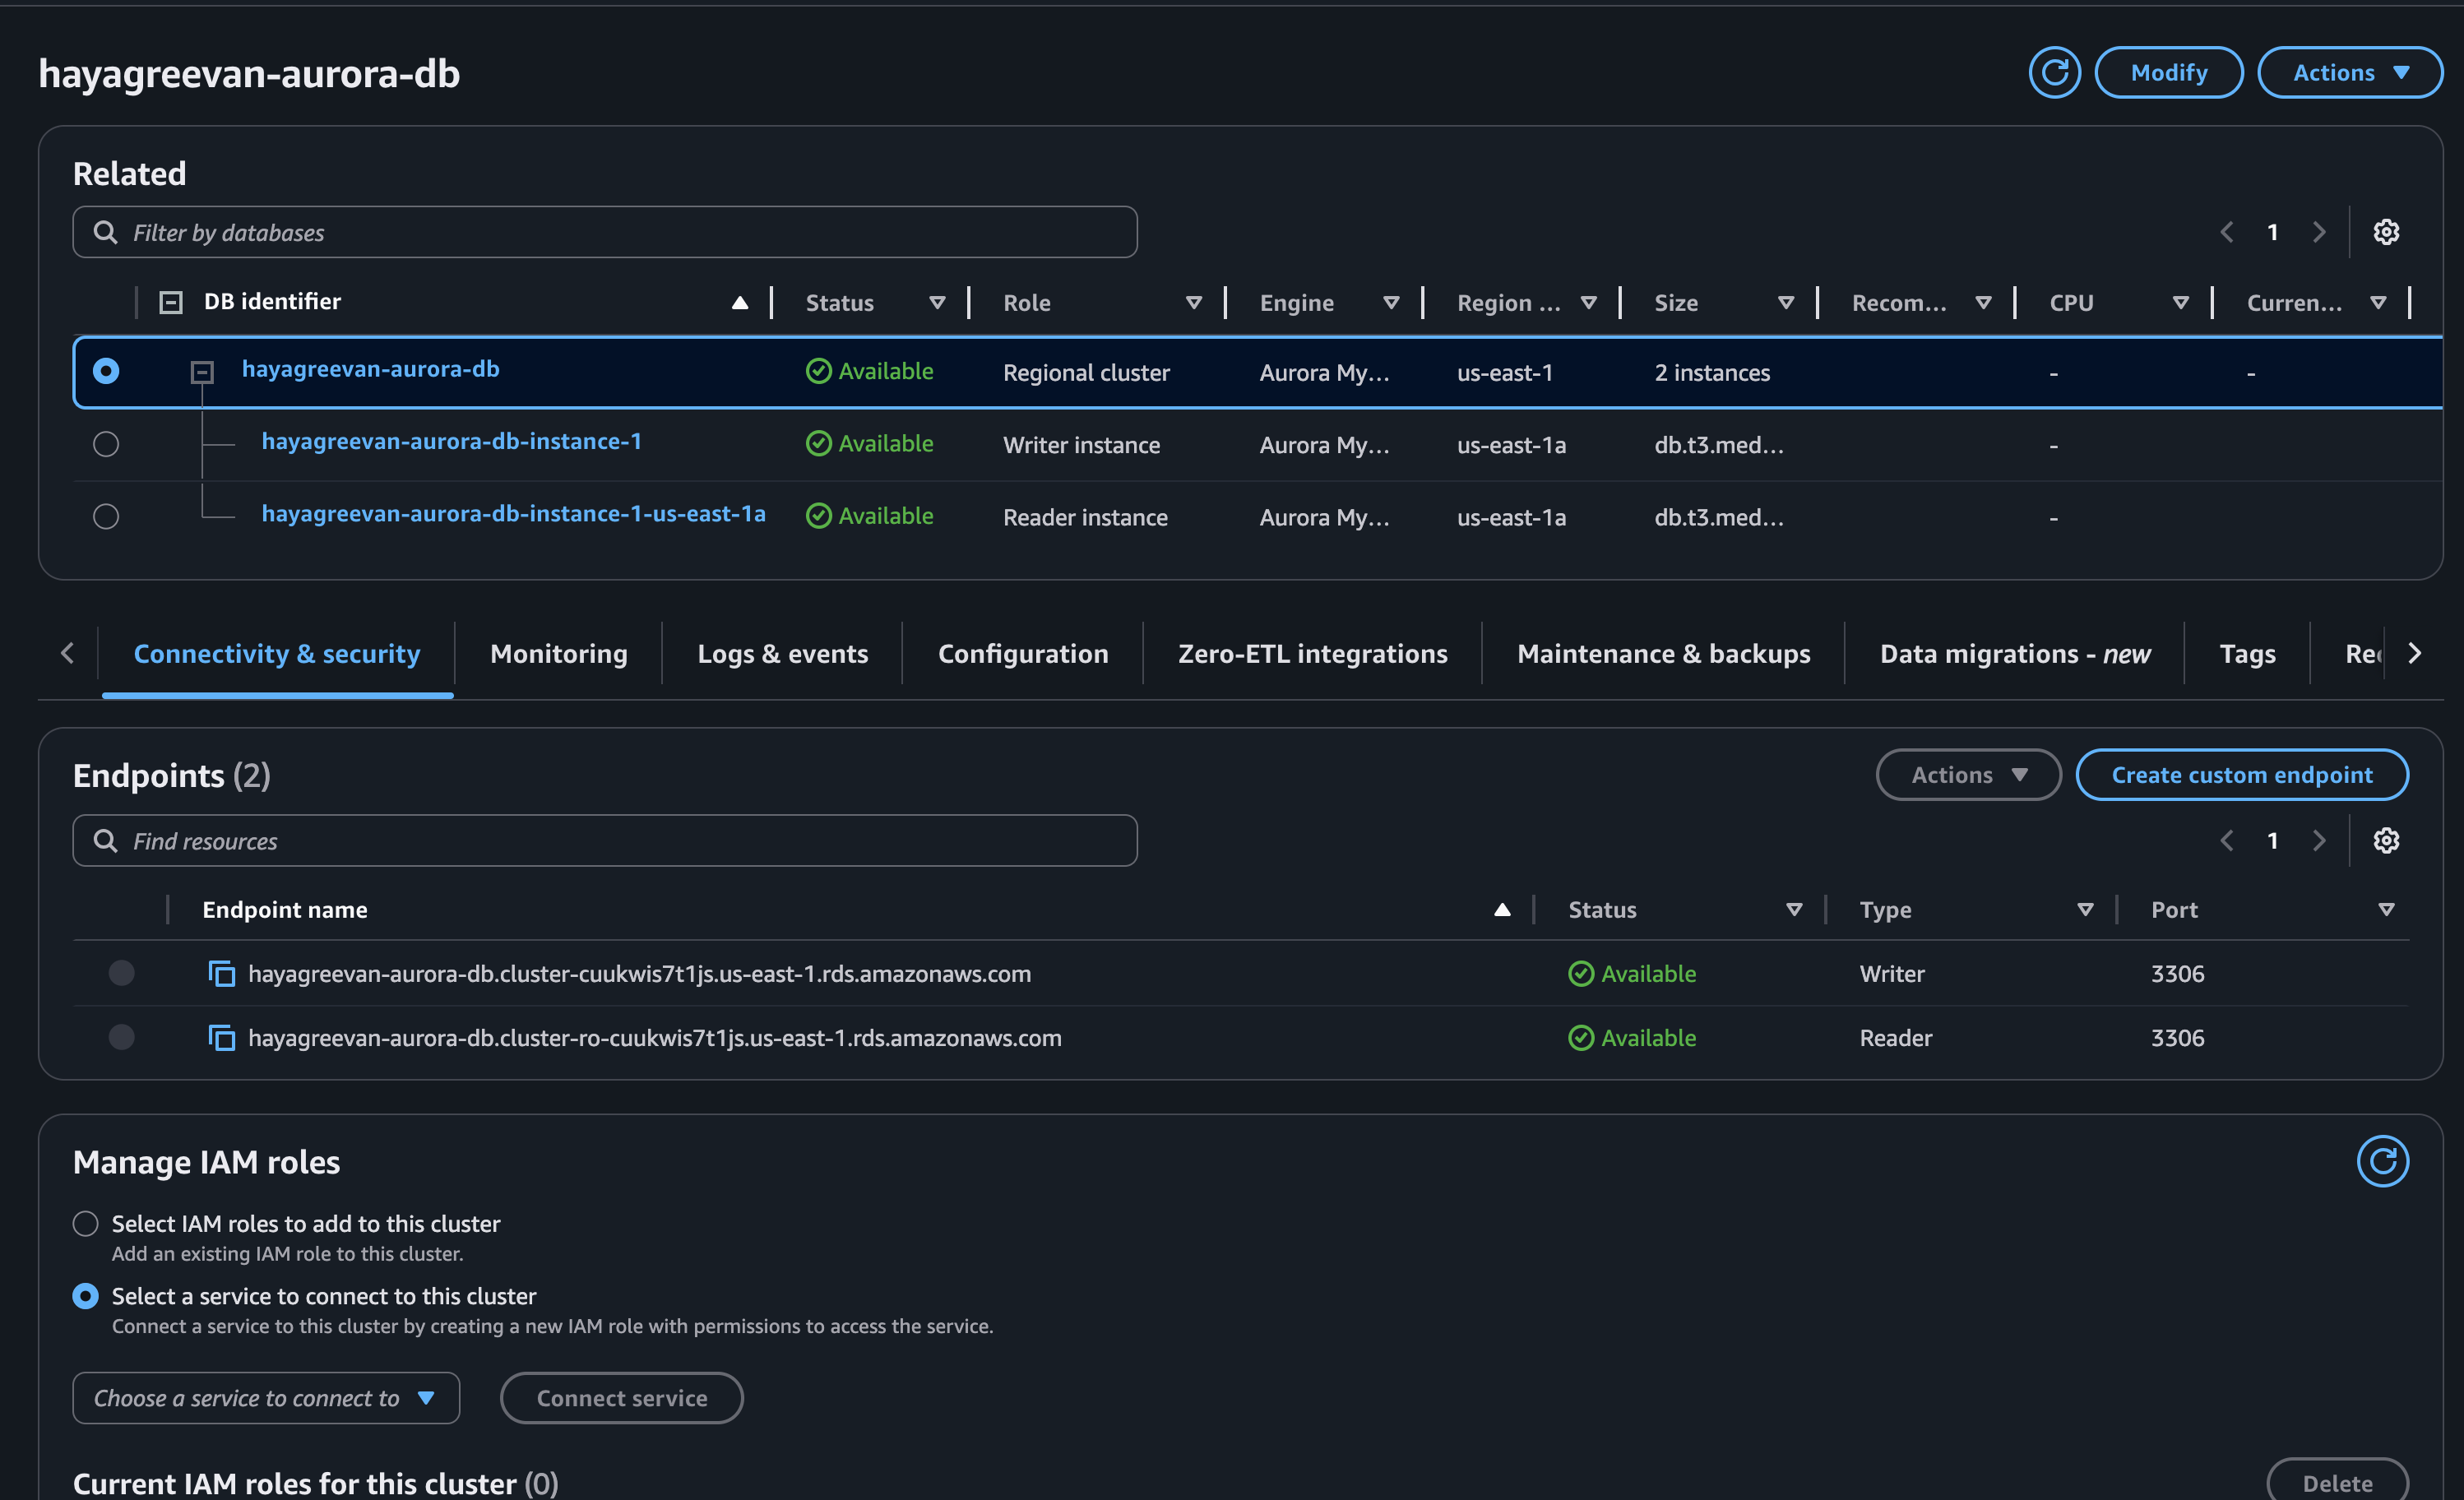 hayagreevan-aurora-db
Modify
Actions
Related
Filter by databases
1
DB identifier Status Role Engine Region ... Size Recom... CPU Curren...
hayagreevan-aurora-db Available Regional cluster Aurora My... us-east-1 2 instances - -
hayagreevan-aurora-db-instance-1 Available Writer instance Aurora My... us-east-1a db.t3.med... -
hayagreevan-aurora-db-instance-1-us-east-1a Available Reader instance Aurora My... us-east-1a db.t3.med... -
Connectivity & security Monitoring Logs & events Configuration Zero-ETL integrations Maintenance & backups Data migrations - new Tags
Endpoints (2)
Actions
Create custom endpoint
Find resources
1
Endpoint name Status Type Port
hayagreevan-aurora-db.cluster-cuukwis7t1js.us-east-1.rds.amazonaws.com Available Writer 3306
hayagreevan-aurora-db.cluster-ro-cuukwis7t1js.us-east-1.rds.amazonaws.com Available Reader 3306
Manage IAM roles
Select IAM roles to add to this cluster
Add an existing IAM role to this cluster.
Select a service to connect to this cluster
Connect a service to this cluster by creating a new IAM role with permissions to access the service.
Choose a service to connect to
Connect service
Current IAM roles for this cluster (0)
Delete